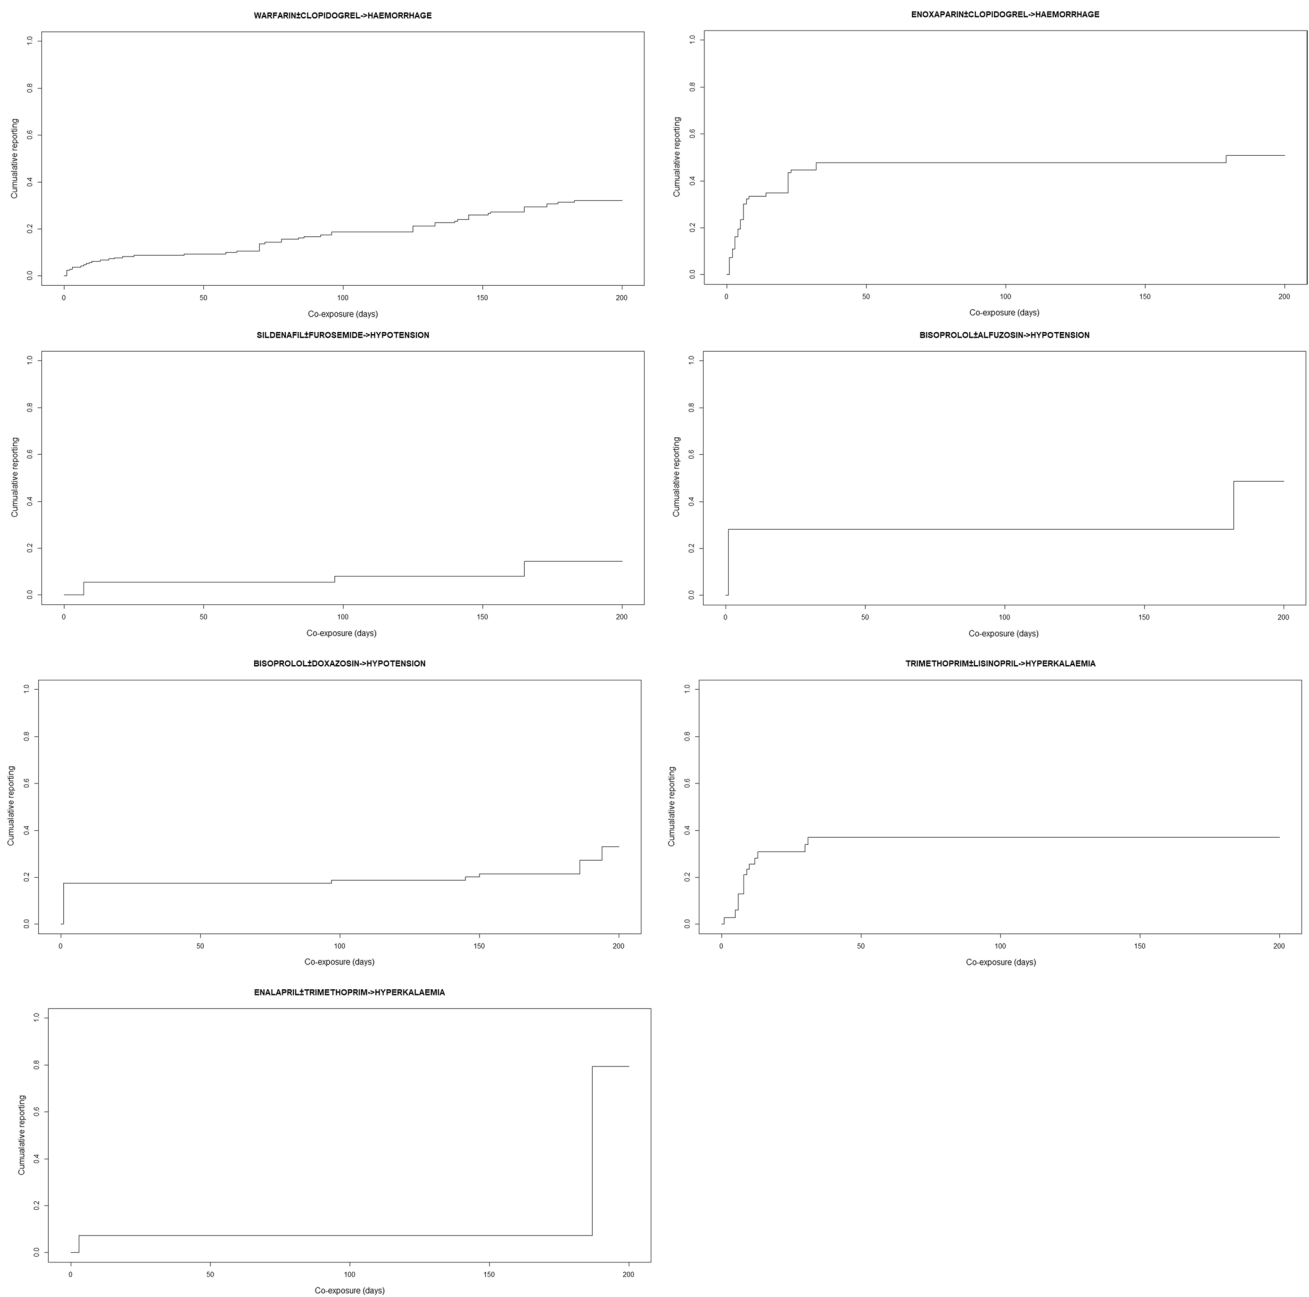 WARFARIN±CLOPIDOGREL->HAEMORRHAGE
Cumualative reporting
1.0
0.8
0.6
0.4
0.2
0.0
0 50 100 150 200
Co-exposure (days)
ENOXAPARIN±CLOPIDOGREL->HAEMORRHAGE
Cumualative reporting
1.0
0.8
0.6
0.4
0.2
0.0
0 50 100 150 200
Co-exposure (days)
SILDENAFIL±FUROSEMIDE->HYPOTENSION
Cumualative reporting
1.0
0.8
0.6
0.4
0.2
0.0
0 50 100 150 200
Co-exposure (days)
BISOPROLOL±ALFUZOSIN->HYPOTENSION
Cumualative reporting
1.0
0.8
0.6
0.4
0.2
0.0
0 50 100 150 200
Co-exposure (days)
BISOPROLOL±DOXAZOSIN->HYPOTENSION
Cumualative reporting
1.0
0.8
0.6
0.4
0.2
0.0
0 50 100 150 200
Co-exposure (days)
TRIMETHOPRIM±LISINOPRIL->HYPERKALAEMIA
Cumualative reporting
1.0
0.8
0.6
0.4
0.2
0.0
0 50 100 150 200
Co-exposure (days)
ENALAPRIL±TRIMETHOPRIM->HYPERKALAEMIA
Cumualative reporting
1.0
0.8
0.6
0.4
0.2
0.0
0 50 100 150 200
Co-exposure (days)